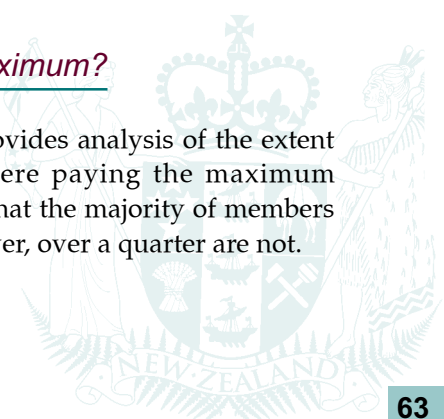 ximum?
ovides analysis of the extent
ere paying the maximum
hat the majority of members
ver, over a quarter are not.
NEW ZEALAND
63